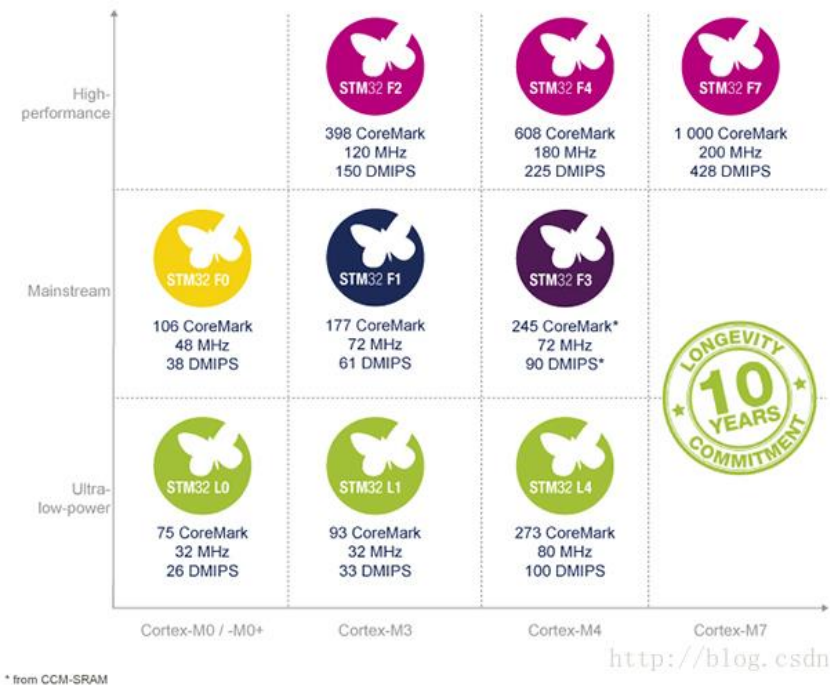 High-
performance
STM32 F2
398 CoreMark
120 MHz
150 DMIPS
STM32 F4
608 CoreMark
180 MHz
225 DMIPS
STM32 F7
1 000 CoreMark
200 MHz
428 DMIPS
Mainstream
STM32 F0
106 CoreMark
48 MHz
38 DMIPS
STM32 F1
177 CoreMark
72 MHz
61 DMIPS
STM32 F3
245 CoreMark*
72 MHz
90 DMIPS*
LONGEVITY
10
YEARS
COMMITMENT
Ultra-
low-power
STM32 L0
75 CoreMark
32 MHz
26 DMIPS
STM32 L1
93 CoreMark
32 MHz
33 DMIPS
STM32 L4
273 CoreMark
80 MHz
100 DMIPS
Cortex-M0 / -M0+
Cortex-M3
Cortex-M4
Cortex-M7
http://blog.csdn
* from CCM-SRAM